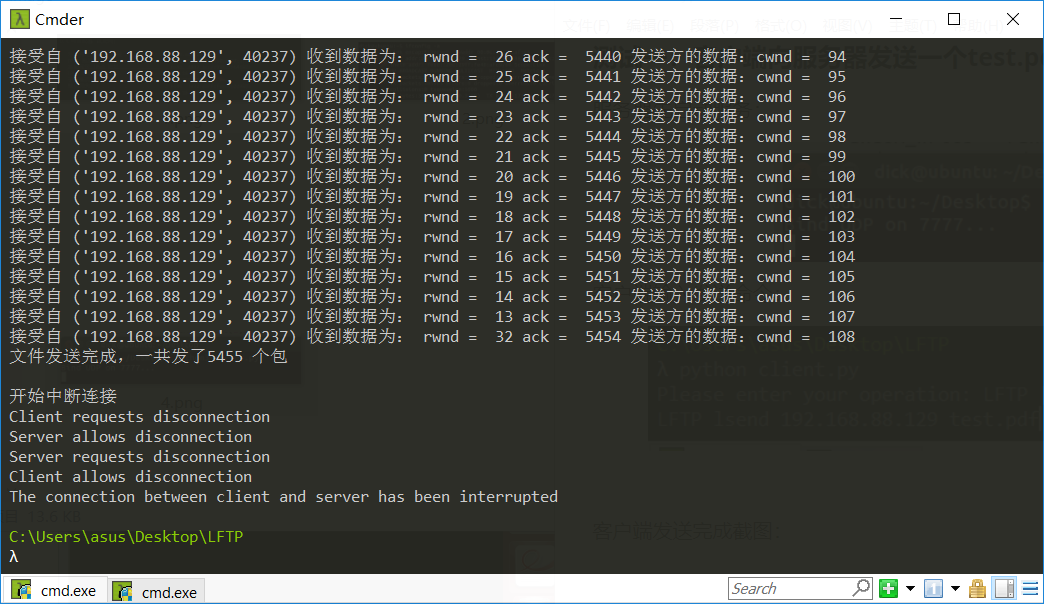 Cmder
接受自 ('192.168.88.129', 40237) 收到数据为： rwnd =  26 ack =  5440 发送方的数据：cwnd =  94
接受自 ('192.168.88.129', 40237) 收到数据为： rwnd =  25 ack =  5441 发送方的数据：cwnd =  95
接受自 ('192.168.88.129', 40237) 收到数据为： rwnd =  24 ack =  5442 发送方的数据：cwnd =  96
接受自 ('192.168.88.129', 40237) 收到数据为： rwnd =  23 ack =  5443 发送方的数据：cwnd =  97
接受自 ('192.168.88.129', 40237) 收到数据为： rwnd =  22 ack =  5444 发送方的数据：cwnd =  98
接受自 ('192.168.88.129', 40237) 收到数据为： rwnd =  21 ack =  5445 发送方的数据：cwnd =  99
接受自 ('192.168.88.129', 40237) 收到数据为： rwnd =  20 ack =  5446 发送方的数据：cwnd =  100
接受自 ('192.168.88.129', 40237) 收到数据为： rwnd =  19 ack =  5447 发送方的数据：cwnd =  101
接受自 ('192.168.88.129', 40237) 收到数据为： rwnd =  18 ack =  5448 发送方的数据：cwnd =  102
接受自 ('192.168.88.129', 40237) 收到数据为： rwnd =  17 ack =  5449 发送方的数据：cwnd =  103
接受自 ('192.168.88.129', 40237) 收到数据为： rwnd =  16 ack =  5450 发送方的数据：cwnd =  104
接受自 ('192.168.88.129', 40237) 收到数据为： rwnd =  15 ack =  5451 发送方的数据：cwnd =  105
接受自 ('192.168.88.129', 40237) 收到数据为： rwnd =  14 ack =  5452 发送方的数据：cwnd =  106
接受自 ('192.168.88.129', 40237) 收到数据为： rwnd =  13 ack =  5453 发送方的数据：cwnd =  107
接受自 ('192.168.88.129', 40237) 收到数据为： rwnd =  32 ack =  5454 发送方的数据：cwnd =  108
文件发送完成，一共发了5455 个包
开始中断连接
Client requests disconnection
Server allows disconnection
Server requests disconnection
Client allows disconnection
The connection between client and server has been interrupted
C:\Users\asus\Desktop\LFTP
λ
客户端发送完成截图。
cmd.exe
cmd.exe
Search